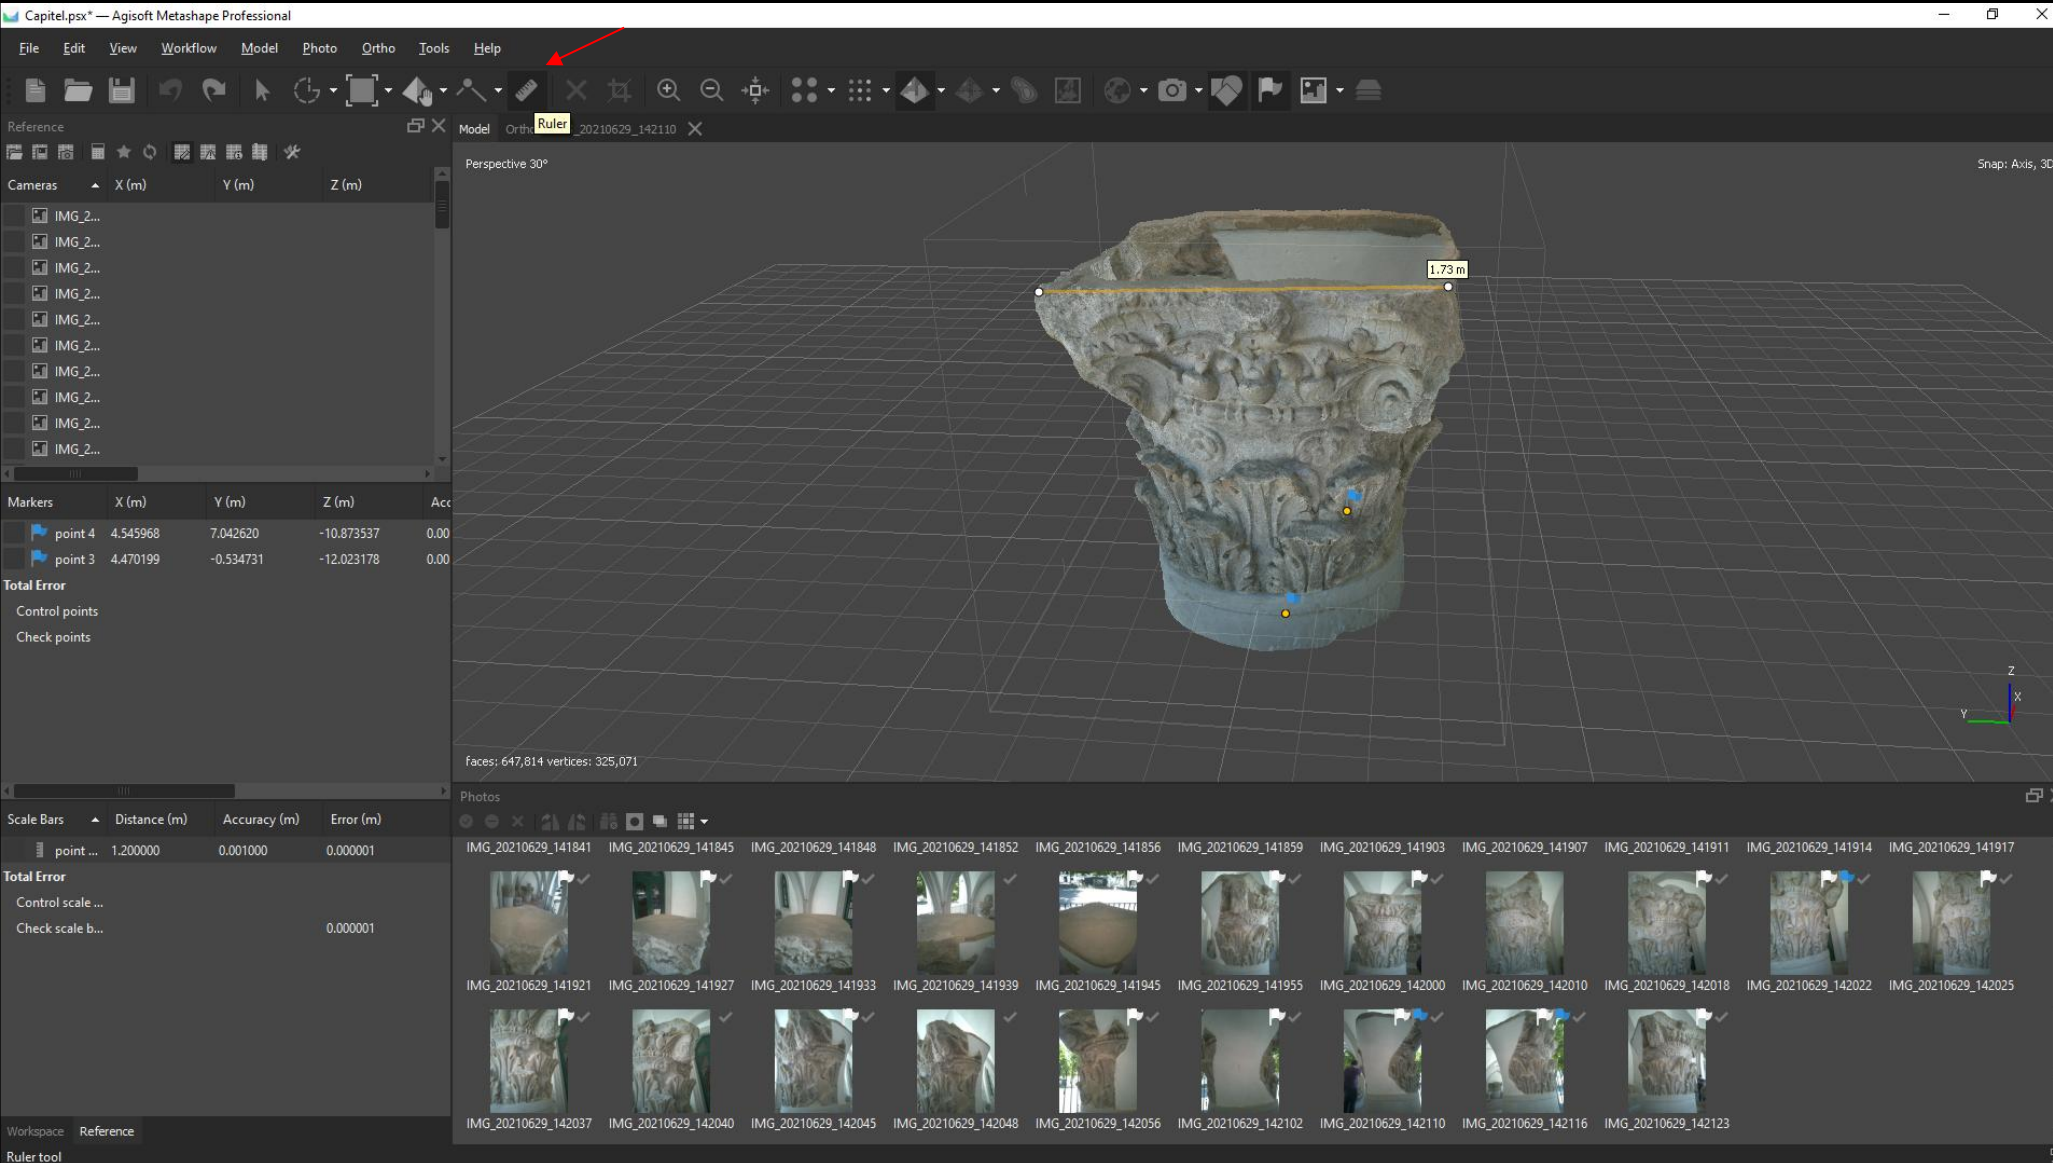 Capitel.psx* — Agisoft Metashape Professional
File Edit View Workflow Model Photo Ortho Tools Help
Ruler
Reference
Model Ortho _20210629_142110
Perspective 30°
Snap: Axis, 3D
Cameras X (m) Y (m) Z (m)
IMG_2...
IMG_2...
IMG_2...
IMG_2...
IMG_2...
IMG_2...
IMG_2...
IMG_2...
IMG_2...
IMG_2...
1.73 m
Markers X (m) Y (m) Z (m) Acc
point 4 4.545968 7.042620 -10.873537 0.00
point 3 4.470199 -0.534731 -12.023178 0.00
Total Error
Control points
Check points
Z
X
Y
faces: 647,814 vertices: 325,071
Scale Bars Distance (m) Accuracy (m) Error (m)
point ... 1.200000 0.001000 0.000001
Total Error
Control scale ...
Check scale b... 0.000001
Photos
IMG_20210629_141841 IMG_20210629_141845 IMG_20210629_141848 IMG_20210629_141852 IMG_20210629_141856 IMG_20210629_141859 IMG_20210629_141903 IMG_20210629_141907 IMG_20210629_141911 IMG_20210629_141914 IMG_20210629_141917
IMG_20210629_141921 IMG_20210629_141927 IMG_20210629_141933 IMG_20210629_141939 IMG_20210629_141945 IMG_20210629_141955 IMG_20210629_142000 IMG_20210629_142010 IMG_20210629_142018 IMG_20210629_142022 IMG_20210629_142025
IMG_20210629_142037 IMG_20210629_142040 IMG_20210629_142045 IMG_20210629_142048 IMG_20210629_142056 IMG_20210629_142102 IMG_20210629_142110 IMG_20210629_142116 IMG_20210629_142123
Workspace Reference
Ruler tool